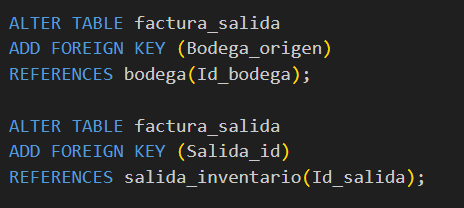 ALTER TABLE factura_salida
ADD FOREIGN KEY (Bodega_origen)
REFERENCES bodega(Id_bodega);
ALTER TABLE factura_salida
ADD FOREIGN KEY (Salida_id)
REFERENCES salida_inventario(Id_salida);